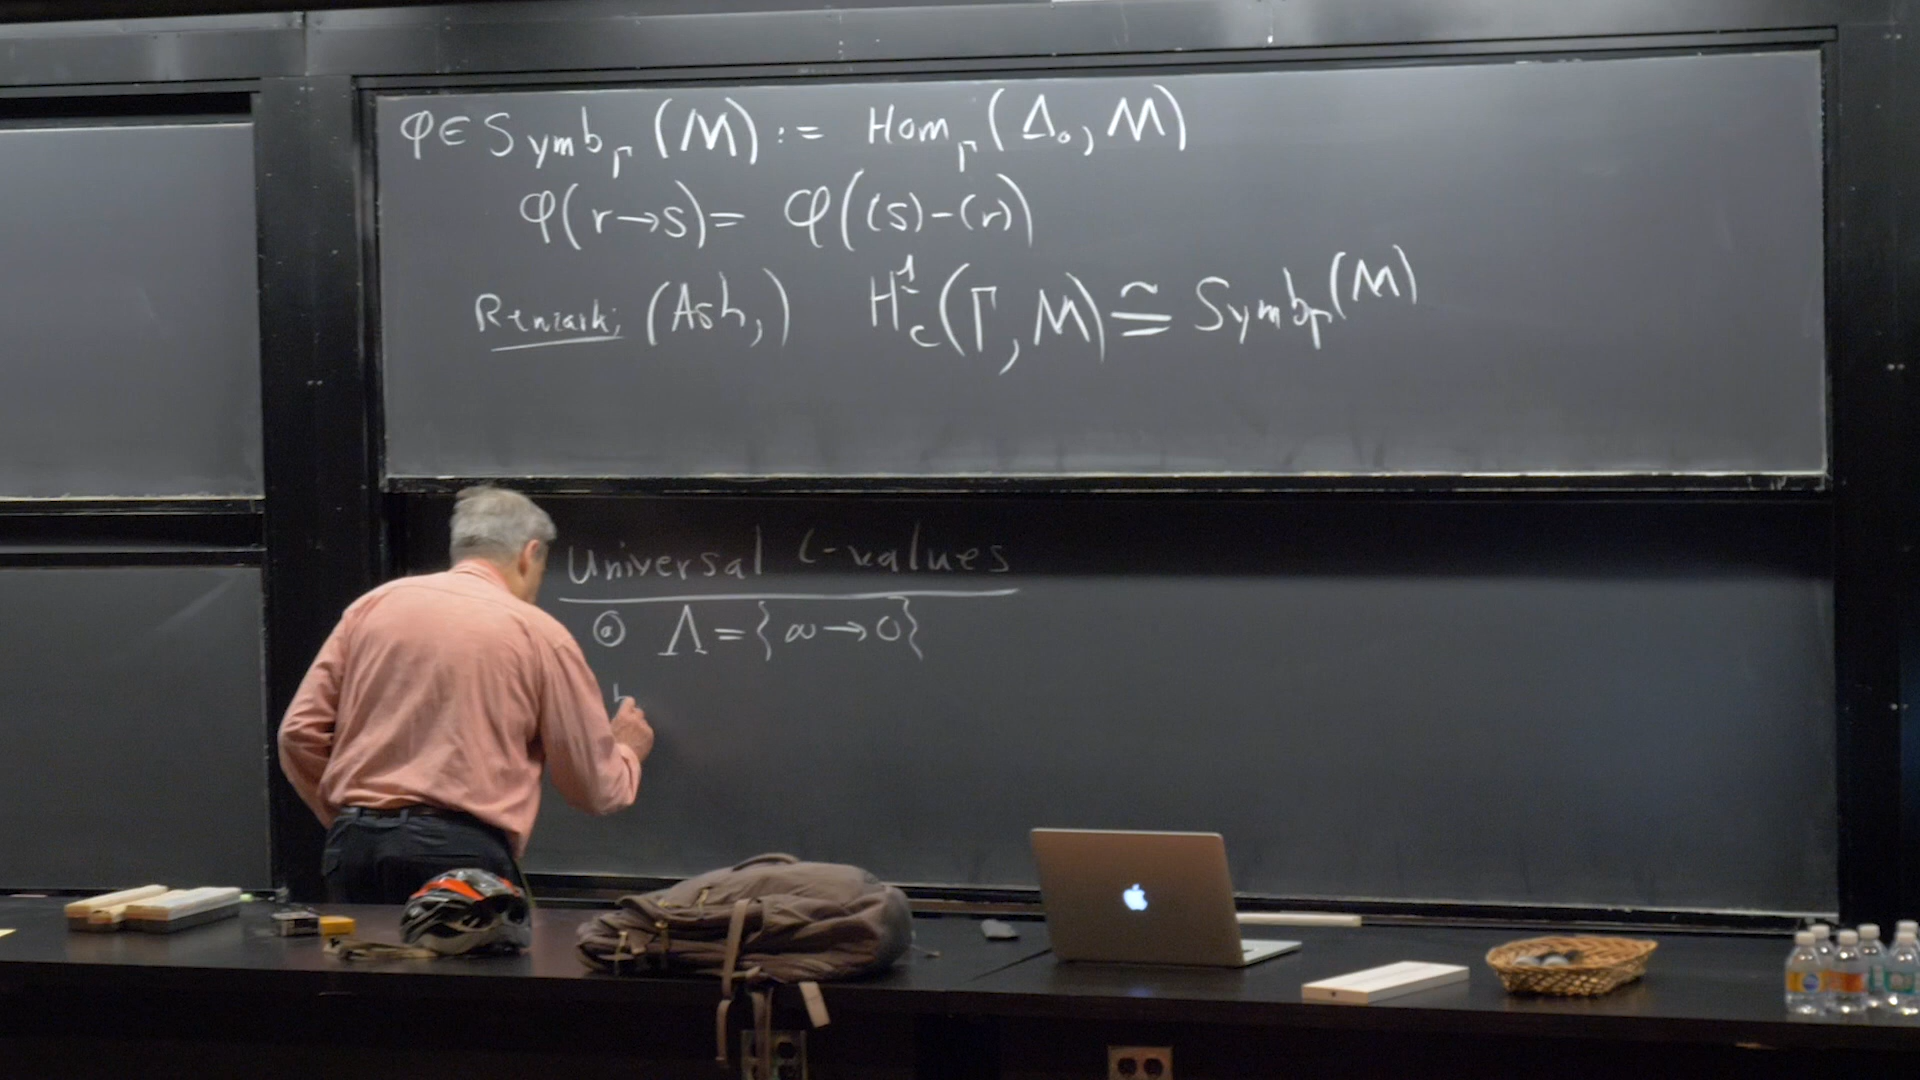 φ ∈ Symb_Γ (M) := Hom_Γ (Δ₀, M)
φ(r→s) = φ((s)-(r))
Remark: (Ash,) H¹_c(Γ, M) ≅ Symb_Γ(M)
Universal L-values
ⓐ Λ = {∞→0}